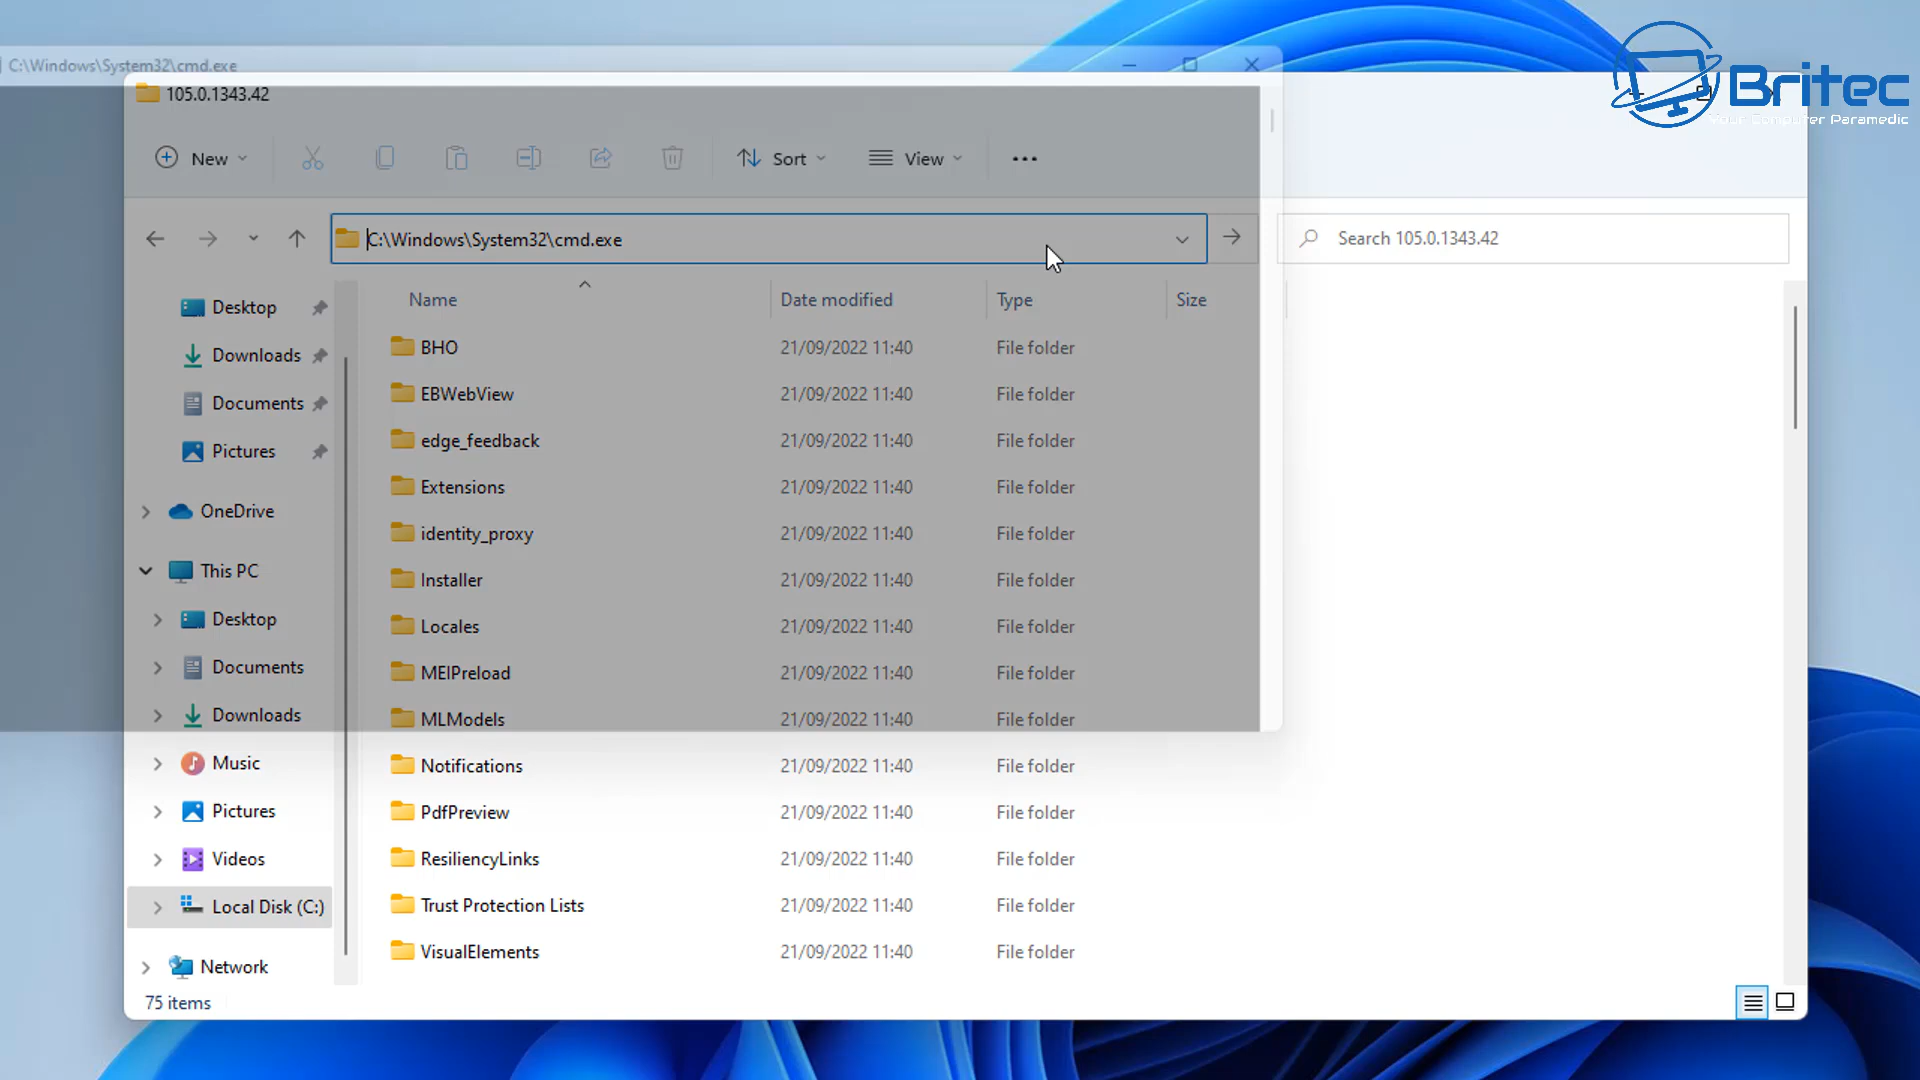 C:\Windows\System32\cmd.exe
105.0.1343.42
New
Sort
View
C:\Windows\System32\cmd.exe
Search 105.0.1343.42
Name Date modified Type Size
BHO 21/09/2022 11:40 File folder
EBWebView 21/09/2022 11:40 File folder
edge_feedback 21/09/2022 11:40 File folder
Extensions 21/09/2022 11:40 File folder
identity_proxy 21/09/2022 11:40 File folder
Installer 21/09/2022 11:40 File folder
Locales 21/09/2022 11:40 File folder
MEIPreload 21/09/2022 11:40 File folder
MLModels 21/09/2022 11:40 File folder
Notifications 21/09/2022 11:40 File folder
PdfPreview 21/09/2022 11:40 File folder
ResiliencyLinks 21/09/2022 11:40 File folder
Trust Protection Lists 21/09/2022 11:40 File folder
VisualElements 21/09/2022 11:40 File folder
Desktop
Downloads
Documents
Pictures
OneDrive
This PC
Desktop
Documents
Downloads
Music
Pictures
Videos
Local Disk (C:)
Network
75 items
Britec
Your Computer Paramedic